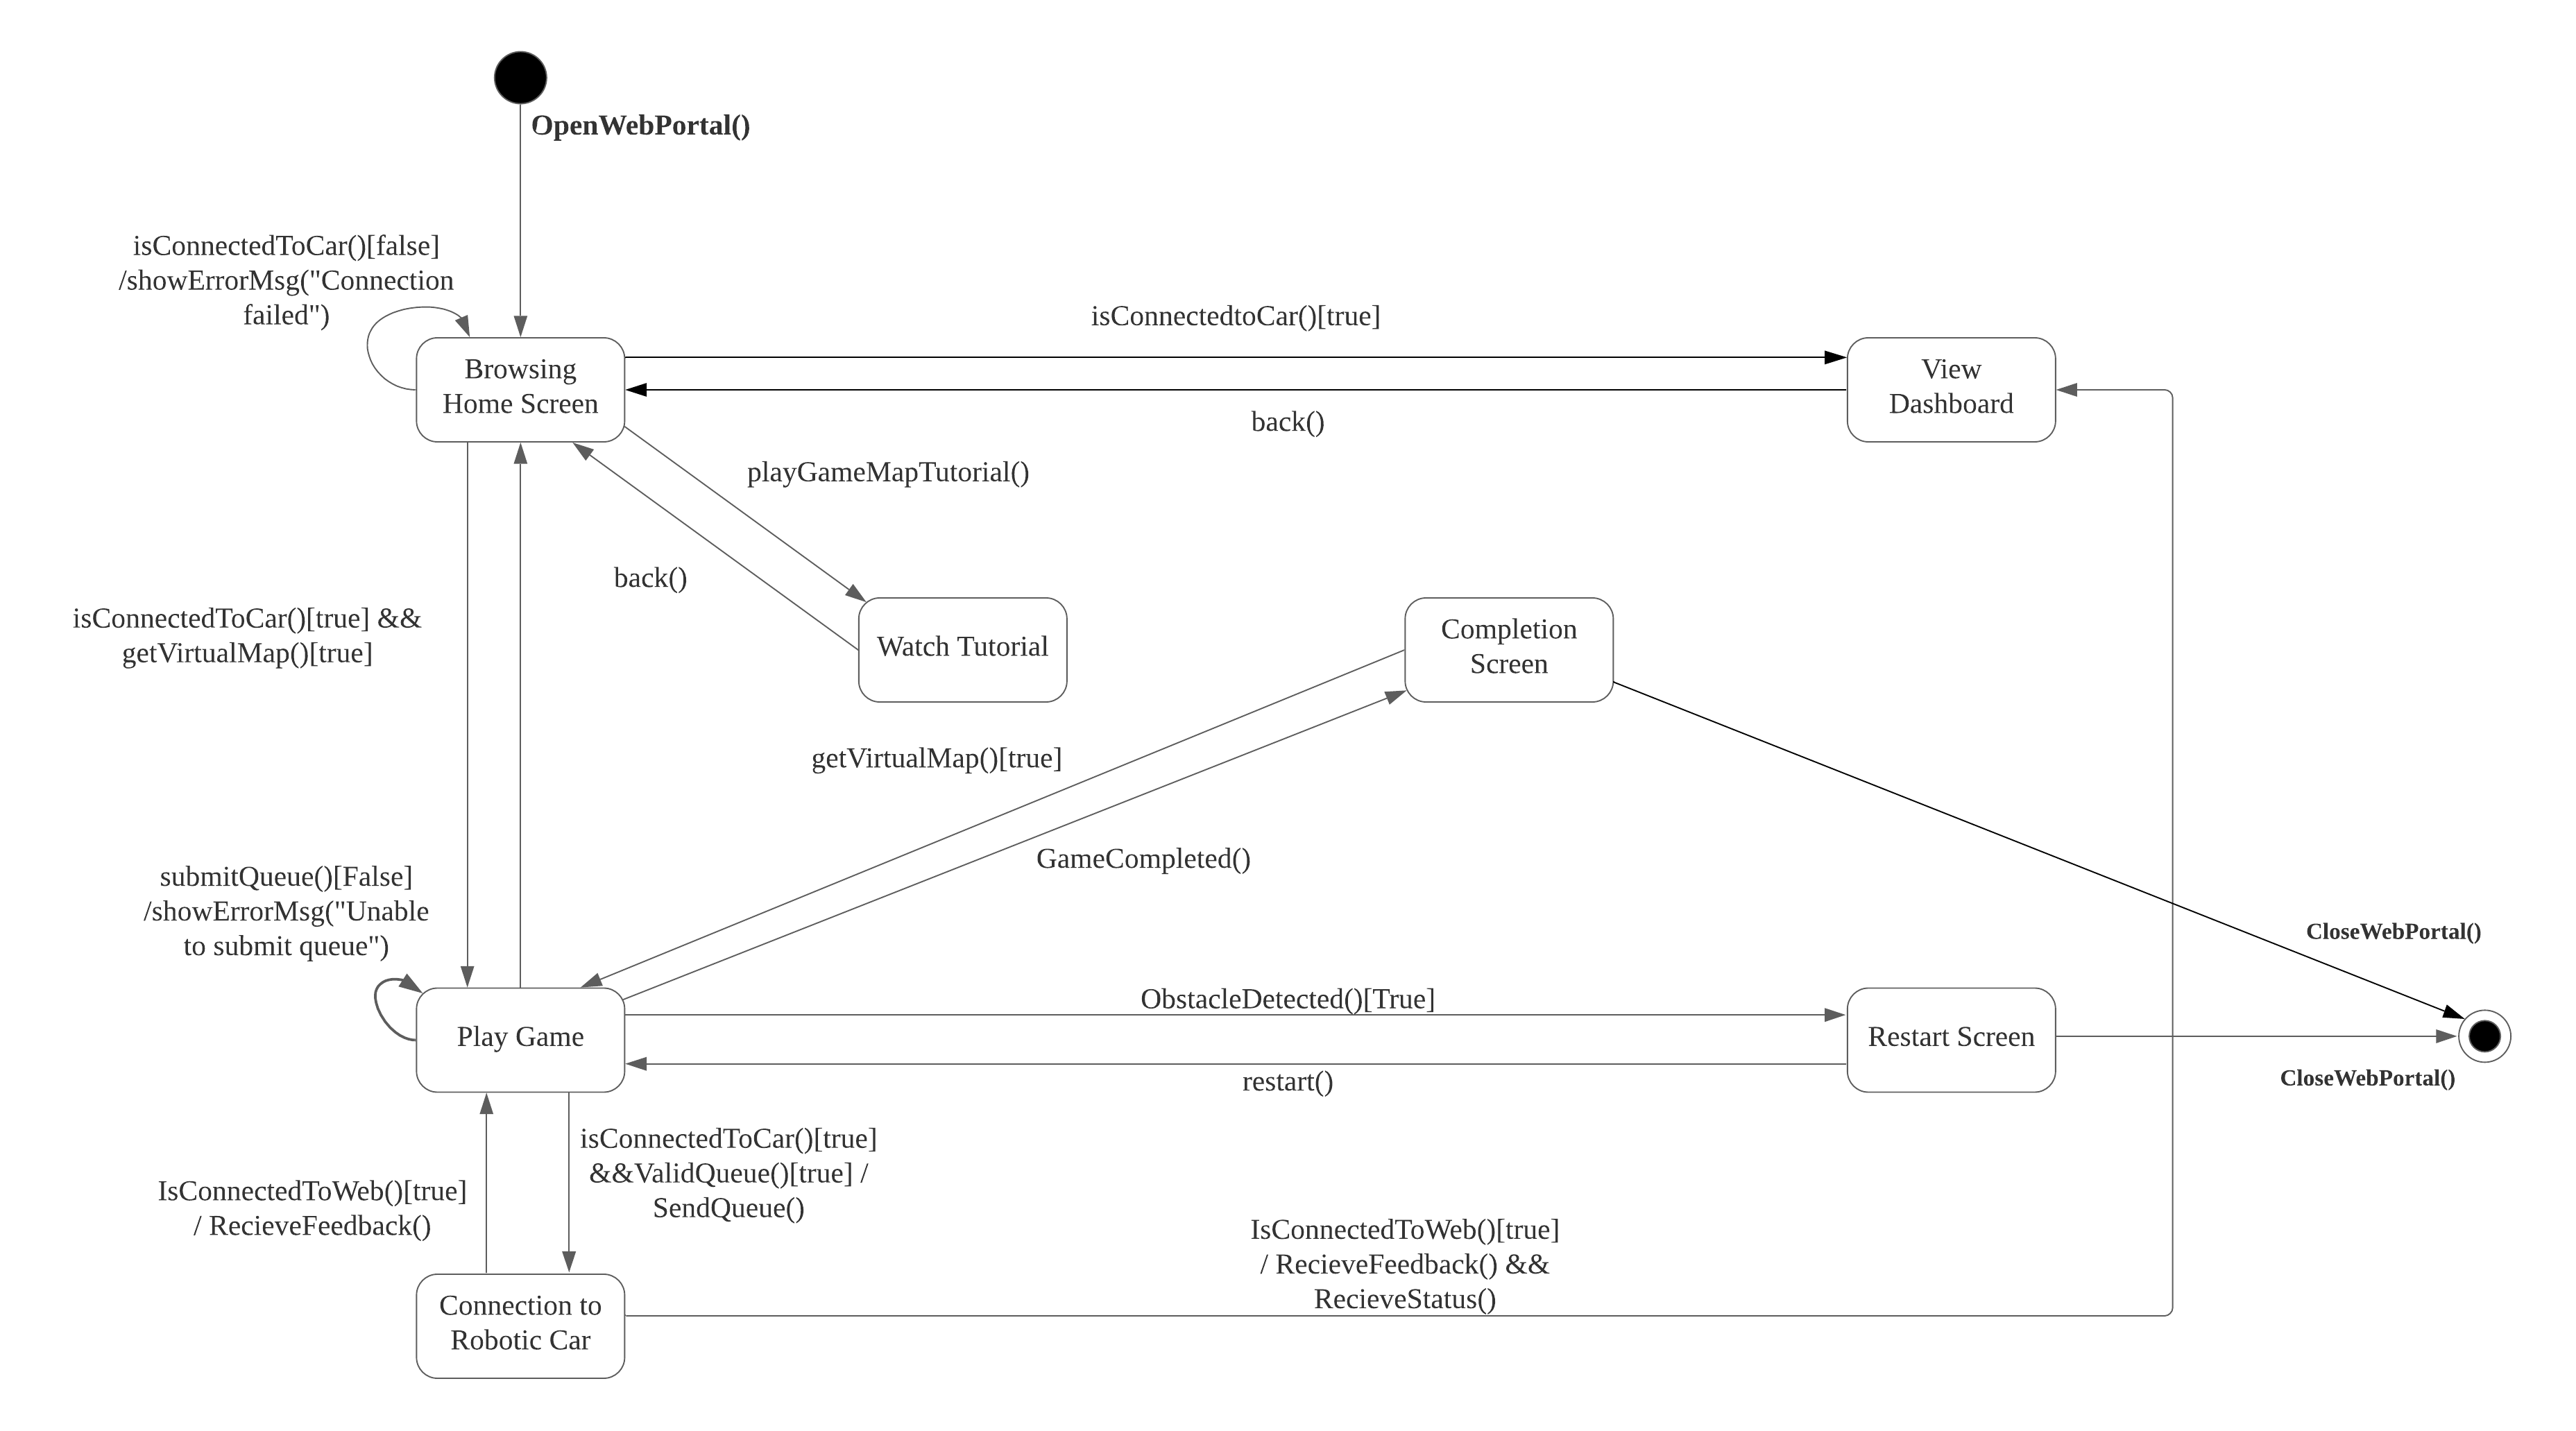 OpenWebPortal()
isConnectedToCar()[false]
/showErrorMsg("Connection
failed")
isConnectedtoCar()[true]
Browsing
Home Screen
View
Dashboard
back()
playGameMapTutorial()
back()
isConnectedToCar()[true] &&
getVirtualMap()[true]
Watch Tutorial
Completion
Screen
getVirtualMap()[true]
GameCompleted()
submitQueue()[False]
/showErrorMsg("Unable
to submit queue")
CloseWebPortal()
ObstacleDetected()[True]
Play Game
Restart Screen
restart()
CloseWebPortal()
isConnectedToCar()[true]
&&ValidQueue()[true] /
SendQueue()
IsConnectedToWeb()[true]
/ RecieveFeedback()
IsConnectedToWeb()[true]
/ RecieveFeedback() &&
RecieveStatus()
Connection to
Robotic Car